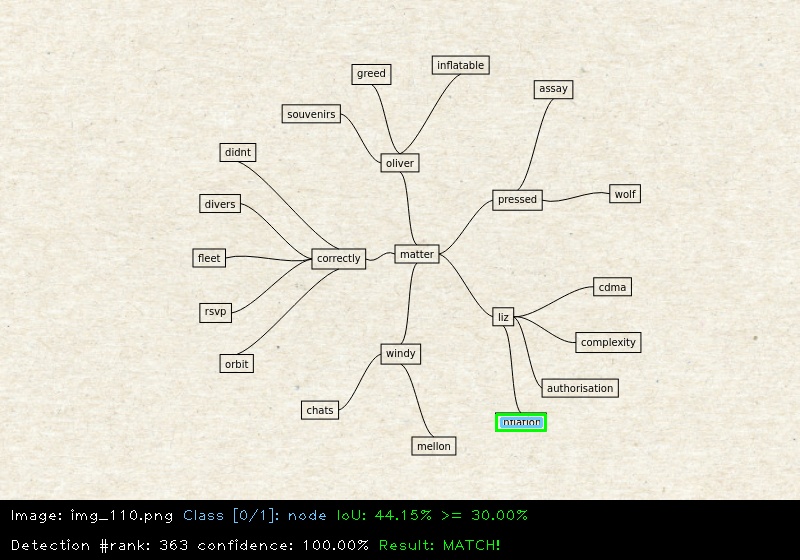 greed
inflatable
assay
souvenirs
didnt
oliver
pressed
wolf
divers
fleet
correctly
matter
cdma
rsvp
liz
complexity
orbit
windy
authorisation
chats
mellon
Image: img_110.png Class [0/1]: node IoU: 44.15% >= 30.00%
Detection #rank: 363 confidence: 100.00% Result: MATCH!